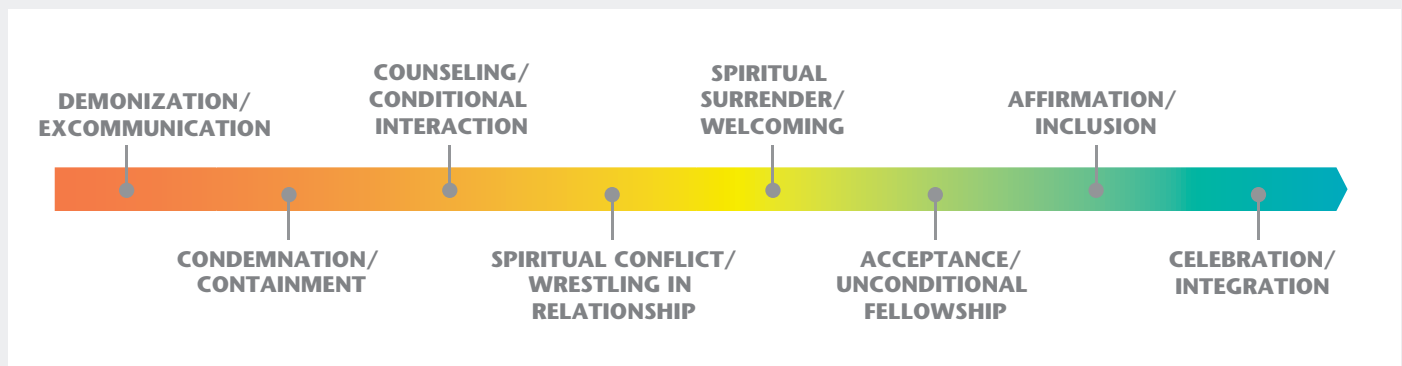 DEMONIZATION/
EXCOMMUNICATION
CONDEMNATION/
CONTAINMENT
COUNSELING/
CONDITIONAL
INTERACTION
SPIRITUAL CONFLICT/
WRESTLING IN
RELATIONSHIP
SPIRITUAL
SURRENDER/
WELCOMING
ACCEPTANCE/
UNCONDITIONAL
FELLOWSHIP
AFFIRMATION/
INCLUSION
CELEBRATION/
INTEGRATION